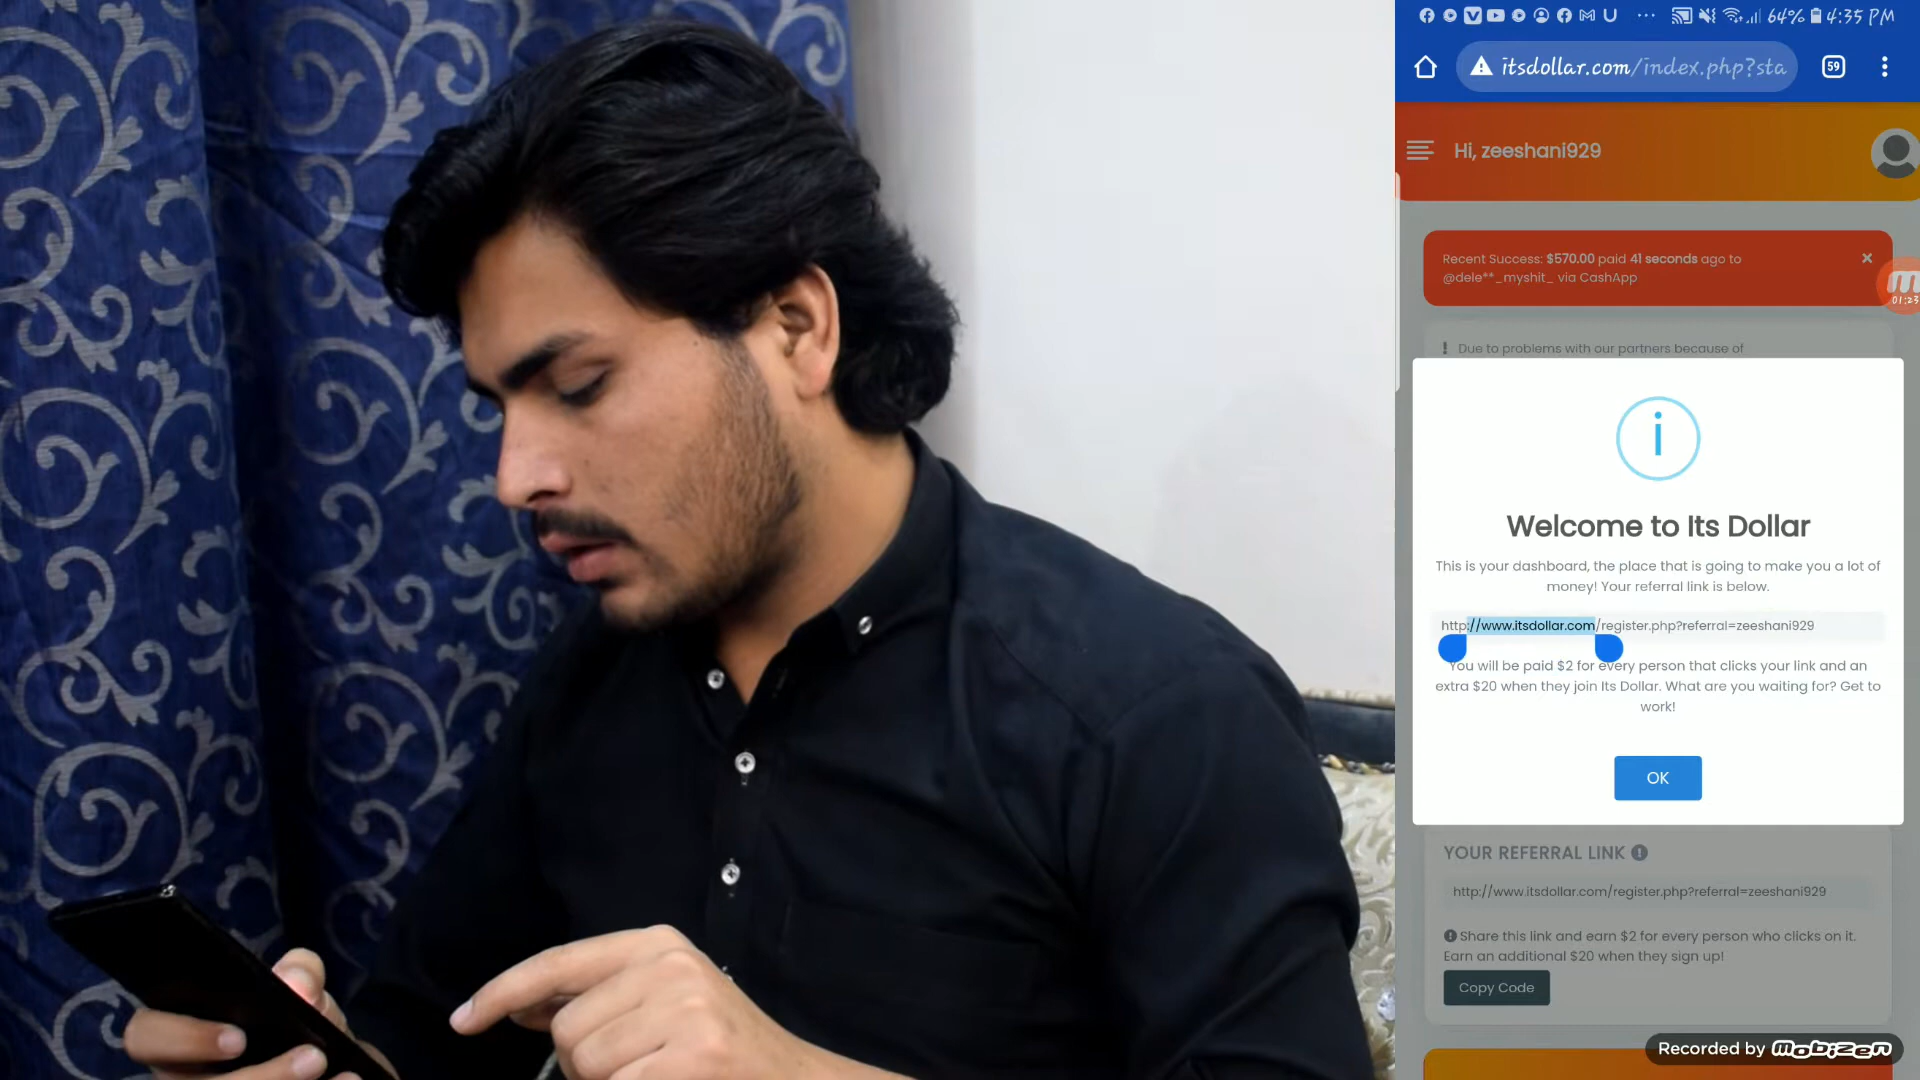 64% 4:35 PM
itsdollar.com/index.php?sta
59
Hi, zeeshani929
Recent Success: $570.00 paid 41 seconds ago to
@dele**_myshit_ via CashApp
01:23
Due to problems with our partners because of
Welcome to Its Dollar
This is your dashboard, the place that is going to make you a lot of
money! Your referral link is below.
http://www.itsdollar.com/register.php?referral=zeeshani929
You will be paid $2 for every person that clicks your link and an
extra $20 when they join Its Dollar. What are you waiting for? Get to
work!
OK
YOUR REFERRAL LINK
http://www.itsdollar.com/register.php?referral=zeeshani929
Share this link and earn $2 for every person who clicks on it.
Earn an additional $20 when they sign up!
Copy Code
Recorded by mobizen